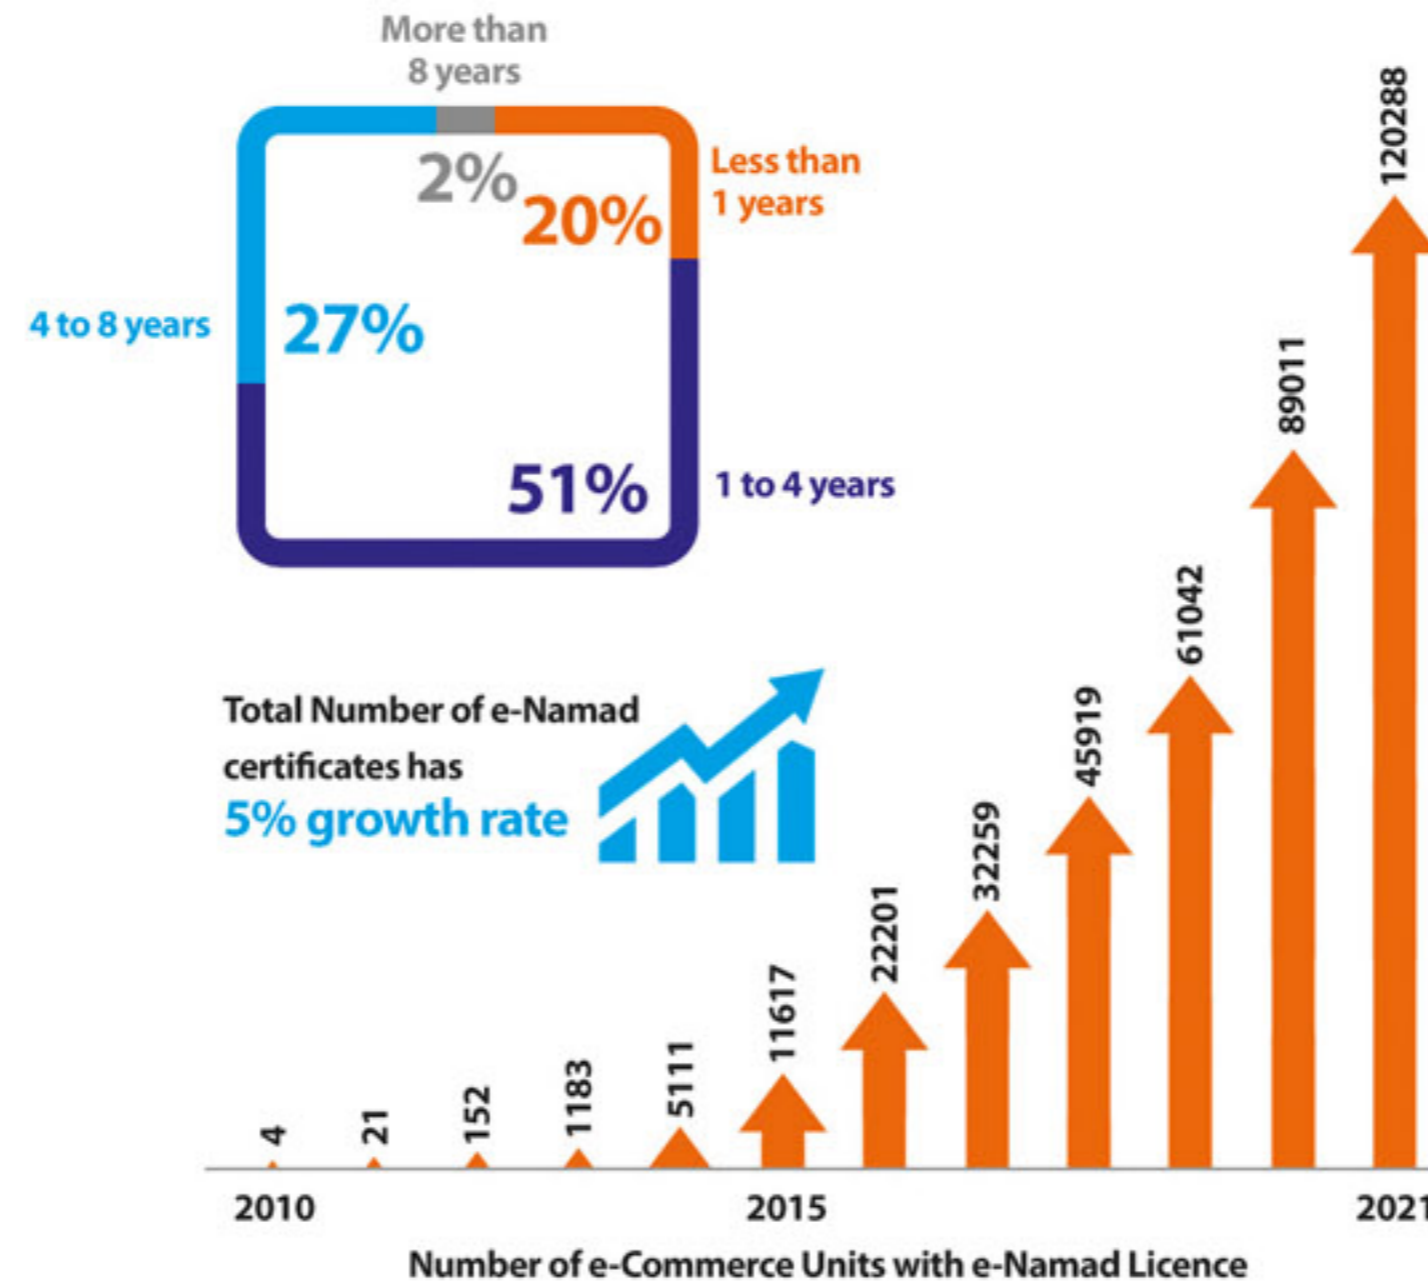 More than
8 years
2%
20%
Less than
1 years
4 to 8 years
27%
51%
1 to 4 years
Total Number of e-Namad
certificates has
5% growth rate
4
21
152
1183
5111
11617
22201
32259
45919
61042
89011
120288
2010
2015
2021
Number of e-Commerce Units with e-Namad Licence